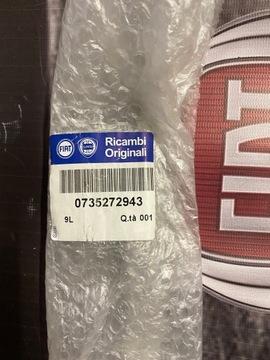 FIAT
Ricambi
Originali
0735272943
9L Q.tà 001
FIAT